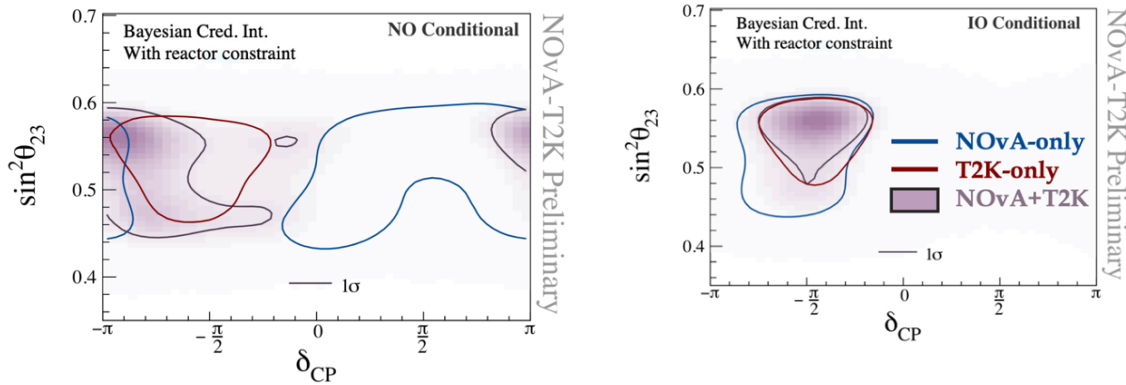 Bayesian Cred. Int.
With reactor constraint
NO Conditional
0.7
0.6
0.5
0.4
sin²θ₂₃
1σ
−π
−π/2
0
π/2
π
δCP
NOvA-T2K Preliminary
Bayesian Cred. Int.
With reactor constraint
IO Conditional
0.7
0.6
0.5
0.4
sin²θ₂₃
NOvA-only
T2K-only
NOvA+T2K
1σ
−π
−π/2
0
π/2
π
δCP
NOvA-T2K Preliminary